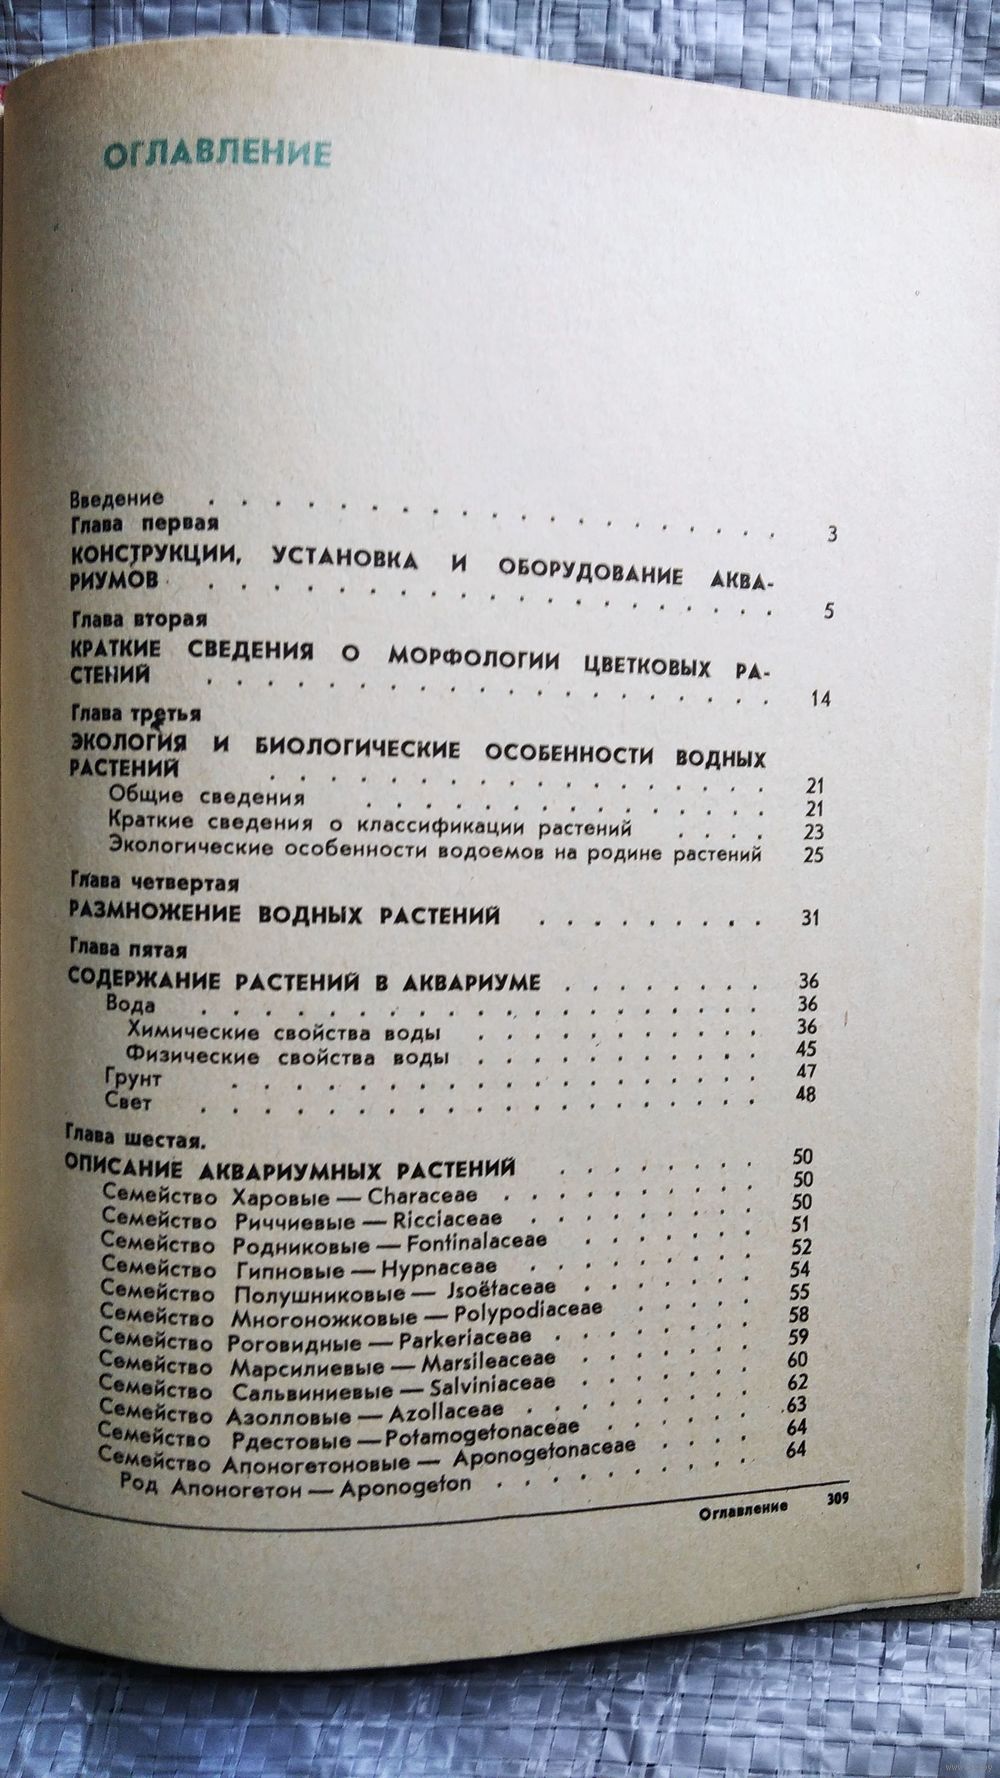 ОГЛАВЛЕНИЕ
Введение . . . . . . . . . . . . . . . . . . 3
Глава первая
КОНСТРУКЦИИ, УСТАНОВКА И ОБОРУДОВАНИЕ АКВА-
РИУМОВ . . . . . . . . . . . . . . . . . . 5
Глава вторая
КРАТКИЕ СВЕДЕНИЯ О МОРФОЛОГИИ ЦВЕТКОВЫХ РА-
СТЕНИЙ . . . . . . . . . . . . . . . . . . 14
Глава третья
ЭКОЛОГИЯ И БИОЛОГИЧЕСКИЕ ОСОБЕННОСТИ ВОДНЫХ
РАСТЕНИЙ . . . . . . . . . . . . . . . . 21
Общие сведения . . . . . . . . . . . . . 21
Краткие сведения о классификации растений . . . . 23
Экологические особенности водоемов на родине растений 25
Глава четвертая
РАЗМНОЖЕНИЕ ВОДНЫХ РАСТЕНИЙ . . . . . . . . . 31
Глава пятая
СОДЕРЖАНИЕ РАСТЕНИЙ В АКВАРИУМЕ . . . . . . . . 36
Вода . . . . . . . . . . . . . . . . . . . 36
Химические свойства воды . . . . . . . . . . 36
Физические свойства воды . . . . . . . . . . 45
Грунт . . . . . . . . . . . . . . . . . . 47
Свет . . . . . . . . . . . . . . . . . . . 48
Глава шестая.
ОПИСАНИЕ АКВАРИУМНЫХ РАСТЕНИЙ . . . . . . . . 50
Семейство Харовые — Characeae . . . . . . . . . 50
Семейство Риччиевые — Ricciaceae . . . . . . . . 50
Семейство Родниковые — Fontinalaceae . . . . . . 51
Семейство Гипновые — Hypnaceae . . . . . . . . 52
Семейство Полушниковые — Jsoëtaceae . . . . . . 54
Семейство Многоножковые — Polypodiaceae . . . . . 55
Семейство Роговидные — Parkeriaceae . . . . . . . 58
Семейство Марсилиевые — Marsileaceae . . . . . . 59
Семейство Сальвиниевые — Salviniaceae . . . . . . 60
Семейство Азолловые — Azollaceae . . . . . . . . 62
Семейство Рдестовые — Potamogetonaceae . . . . . 63
Семейство Апоногетоновые — Aponogetonaceae . . . . 64
Род Апоногетон — Aponogeton . . . . . . . . . 64
Оглавление 309